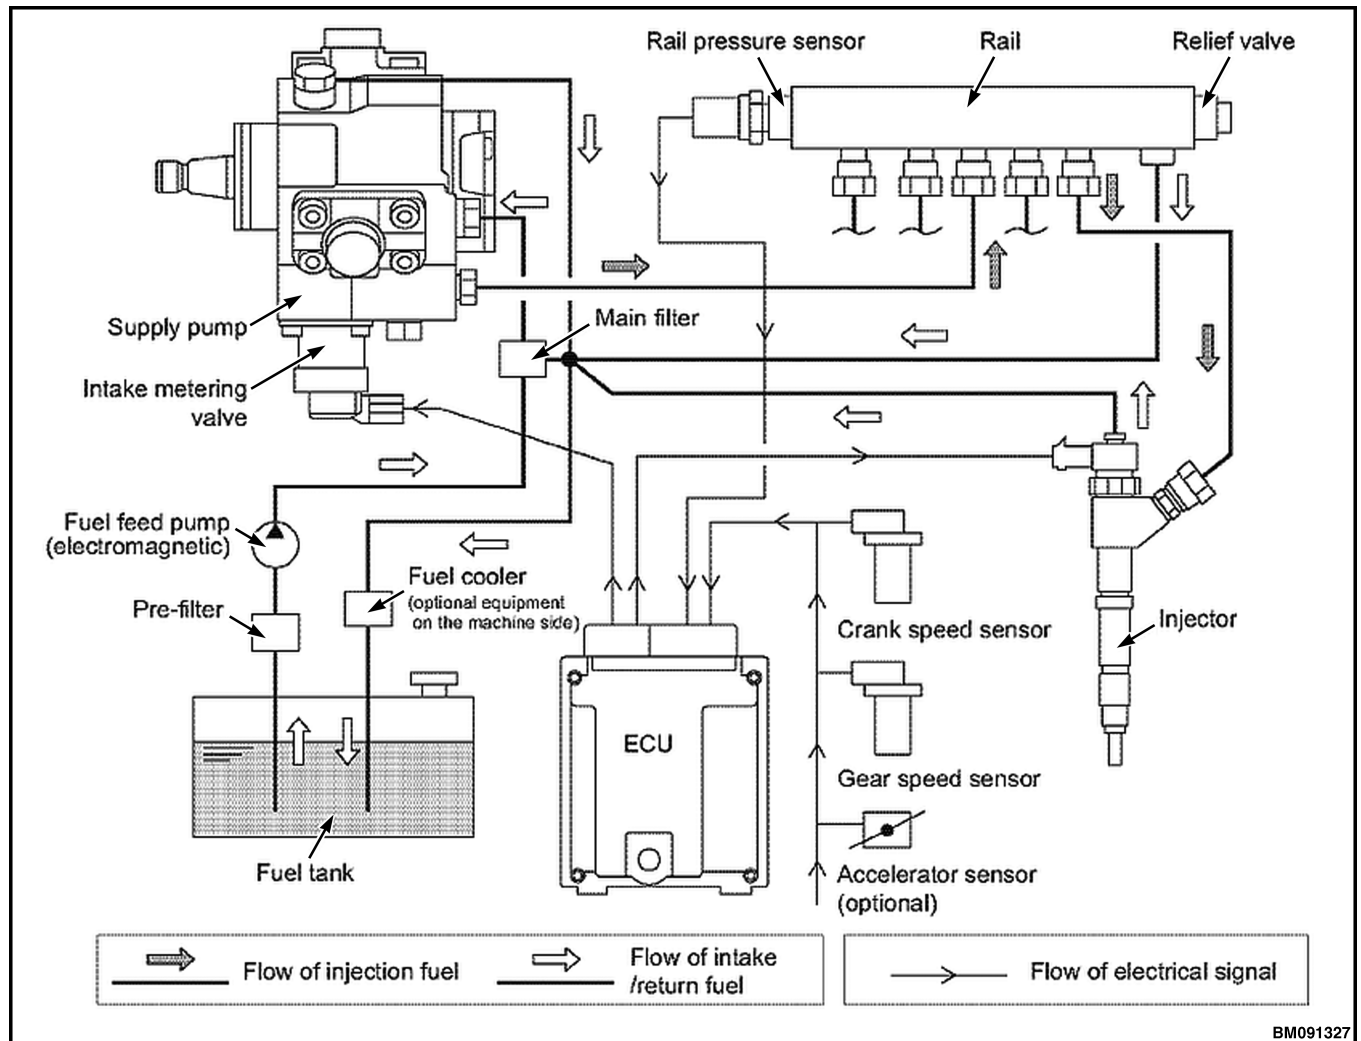 Rail pressure sensor
Rail
Relief valve
Supply pump
Main filter
Intake metering
valve
Fuel feed pump
(electromagnetic)
Fuel cooler
(optional equipment
on the machine side)
Pre-filter
Crank speed sensor
Injector
ECU
Gear speed sensor
Fuel tank
Accelerator sensor
(optional)
Flow of injection fuel
Flow of intake
/return fuel
Flow of electrical signal
BM091327